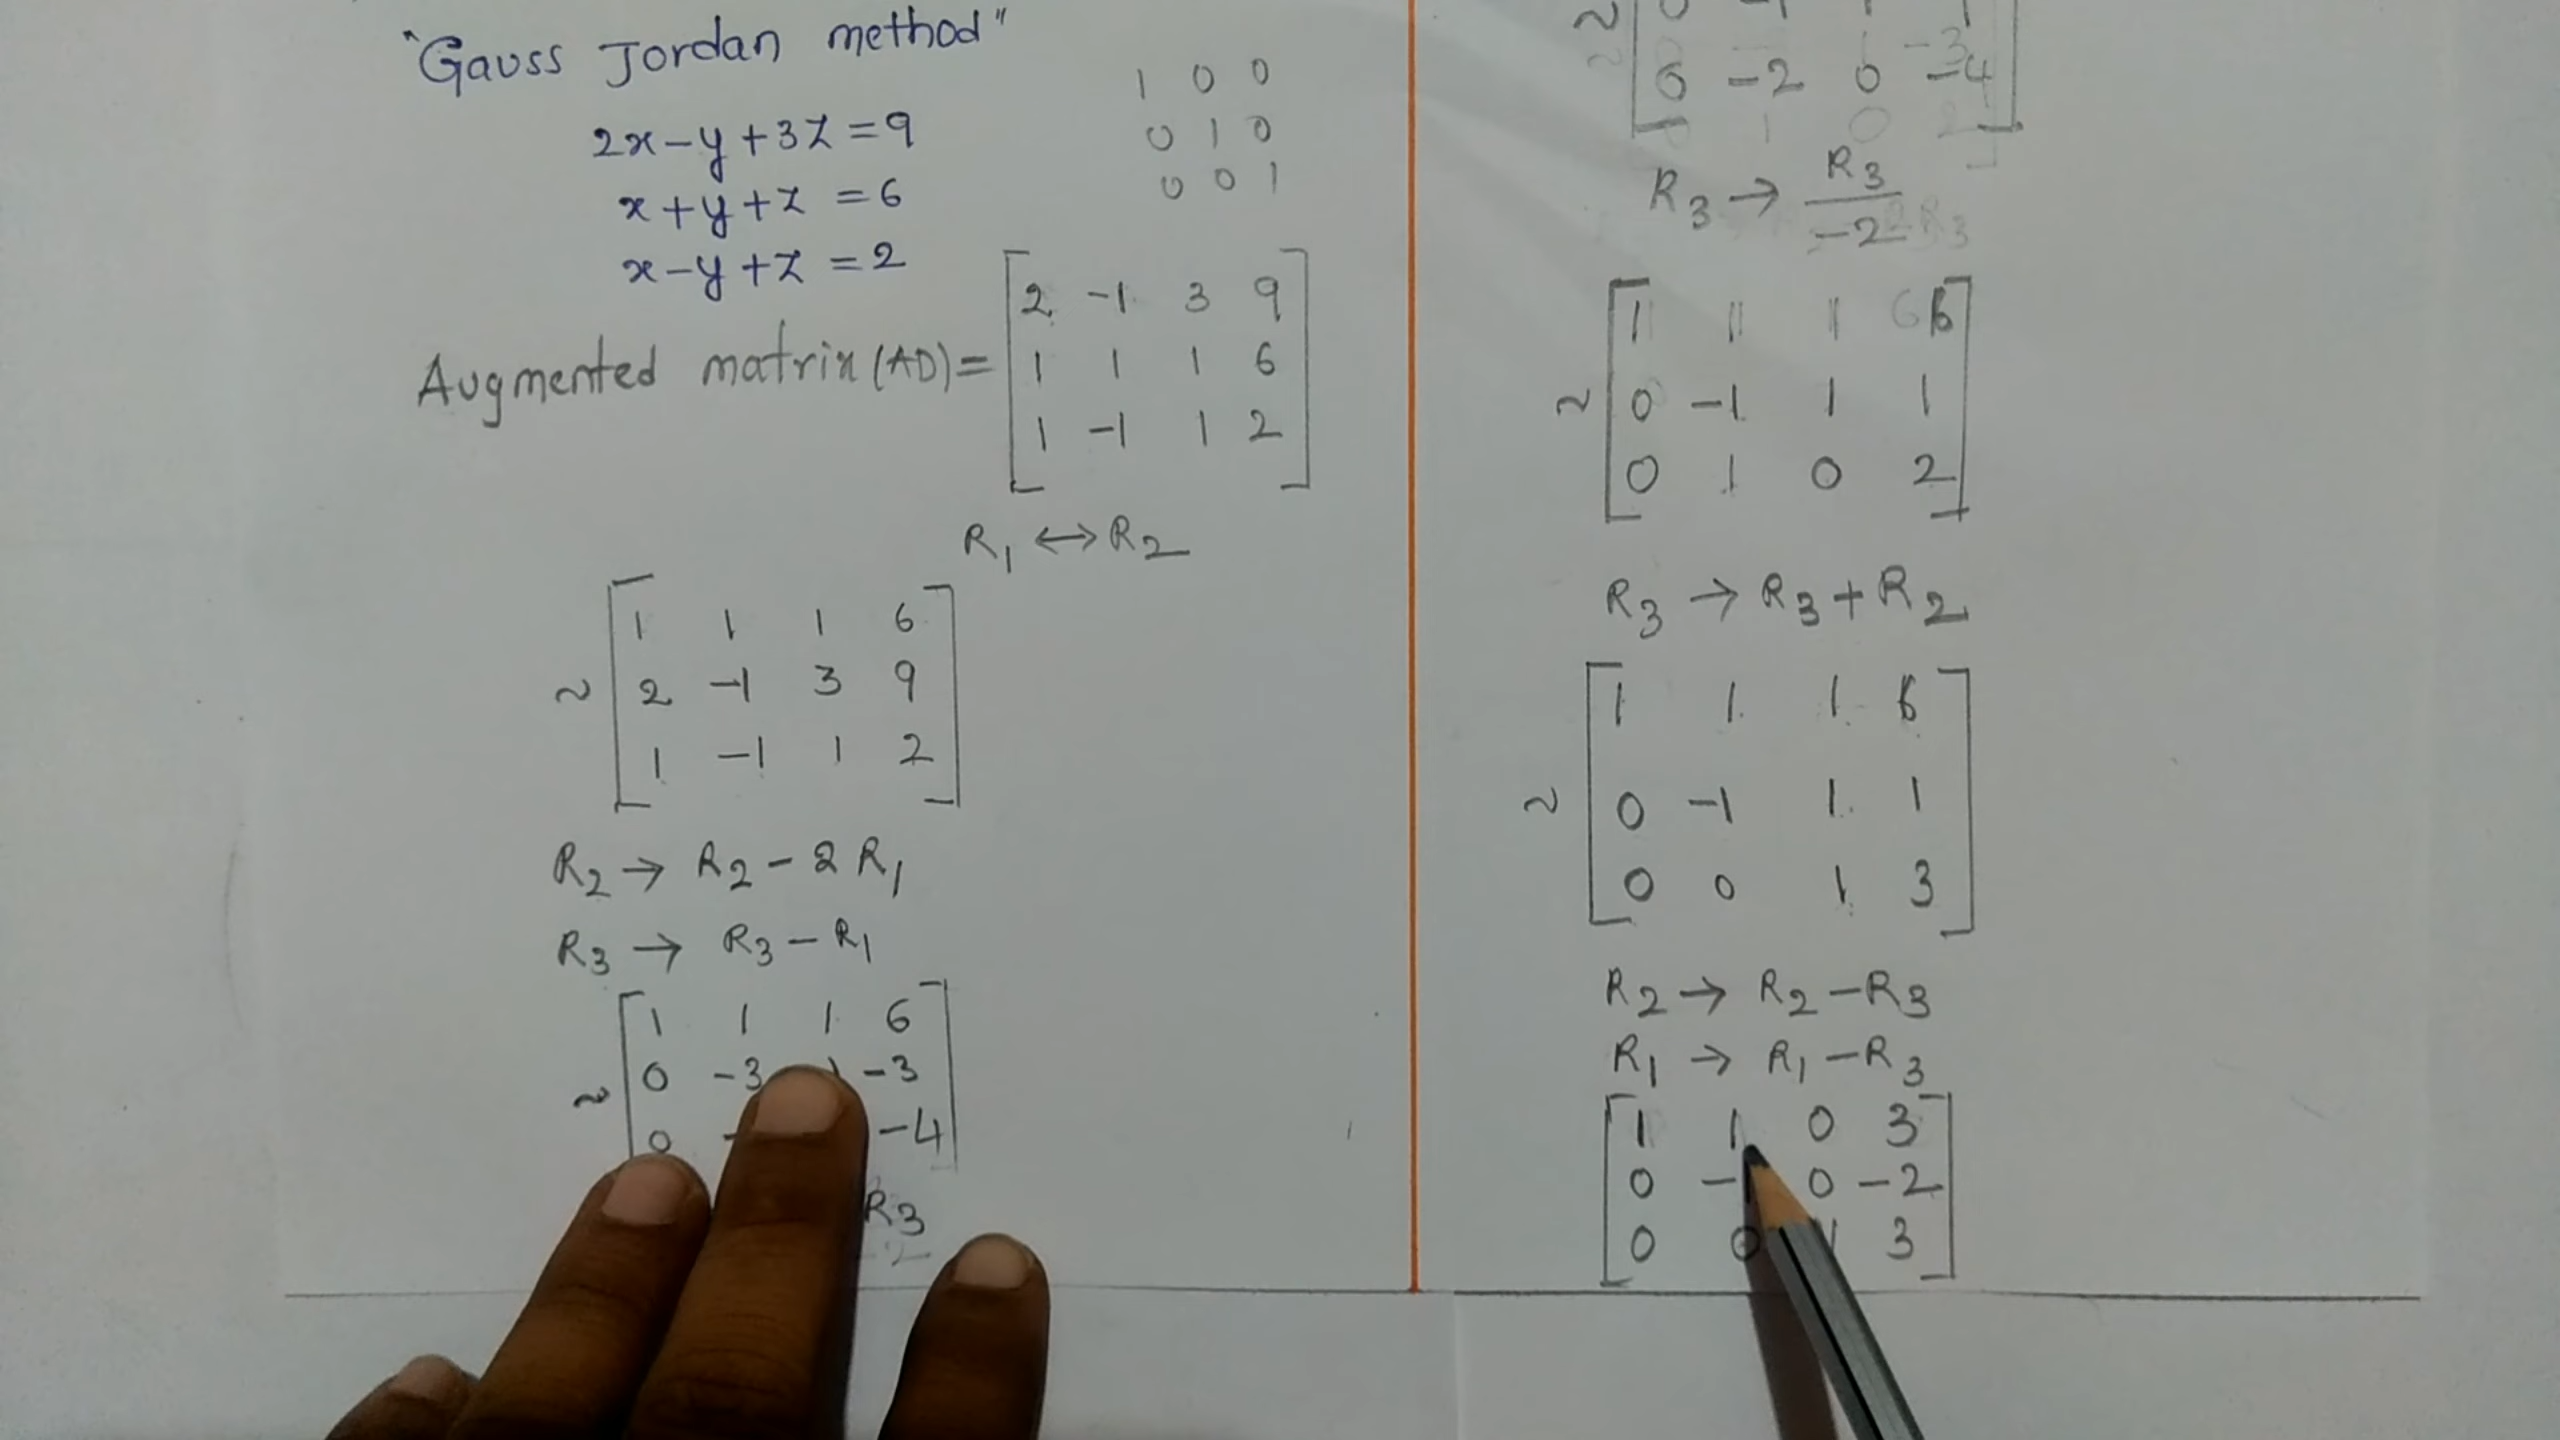 "Gauss Jordan method"
1 0 0
0 1 0
0 0 1
2x-y+3z=9
x+y+z=6
x-y+z=2
Augmented matrix (AD)=
2 -1 3 9
1 1 1 6
1 -1 1 2
R1 ↔ R2
~
1 1 1 6
2 -1 3 9
1 -1 1 2
R2 → R2 - 2R1
R3 → R3 - R1
~
1 1 1 6
0 -3 1 -3
0 -4
R3
~
0 -2 0 -4
R3 → R3/-2
~
1 1 1 6
0 -1 1 1
0 1 0 2
R3 → R3+R2
~
1 1 1 6
0 -1 1 1
0 0 1 3
R2 → R2-R3
R1 → R1-R3
1 1 0 3
0 - 0 -2
0 0 1 3